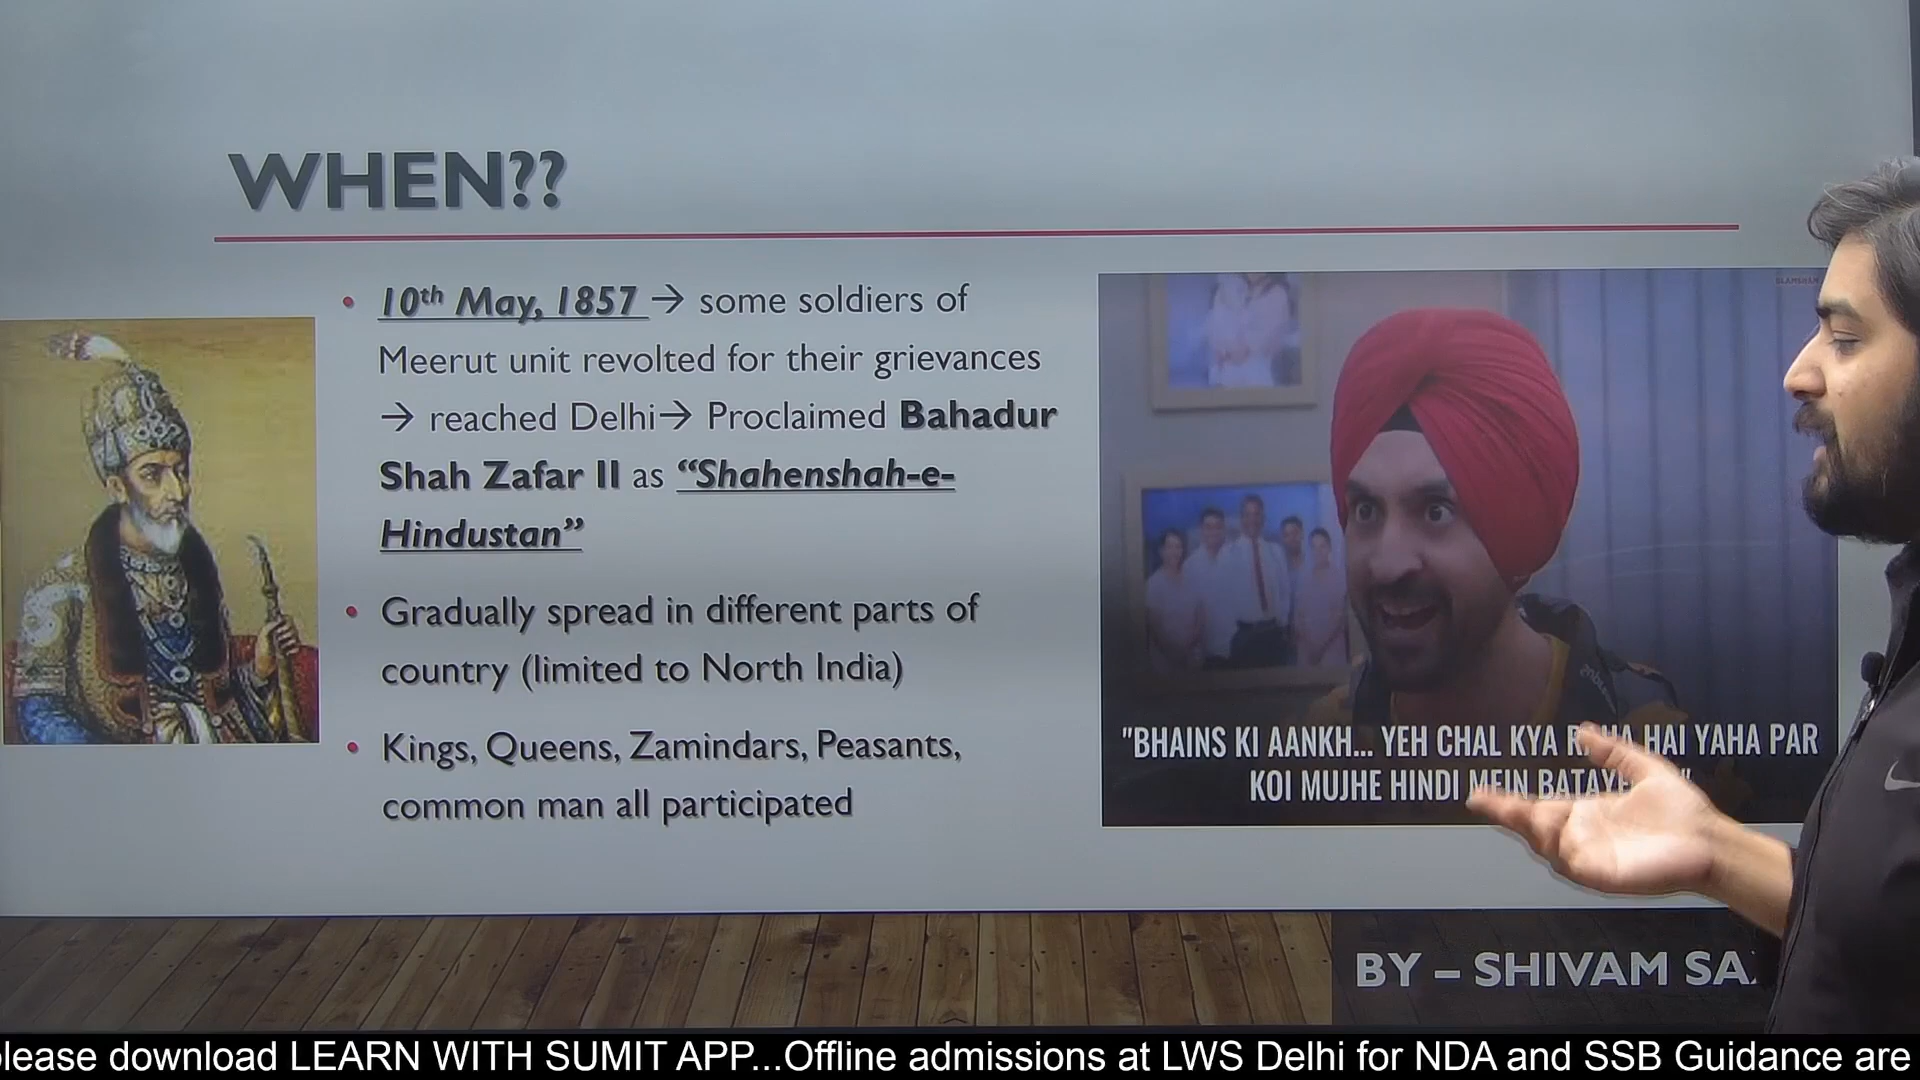 WHEN??
• 10th May, 1857 → some soldiers of
Meerut unit revolted for their grievances
→ reached Delhi→ Proclaimed Bahadur
Shah Zafar II as “Shahenshah-e-
Hindustan”
• Gradually spread in different parts of
country (limited to North India)
• Kings, Queens, Zamindars, Peasants,
common man all participated
"BHAINS KI AANKH... YEH CHAL KYA HAI YAHA PAR
KOI MUJHE HINDI MEIN
BY – SHIVAM
please download LEARN WITH SUMIT APP...Offline admissions at LWS Delhi for NDA and SSB Guidance are